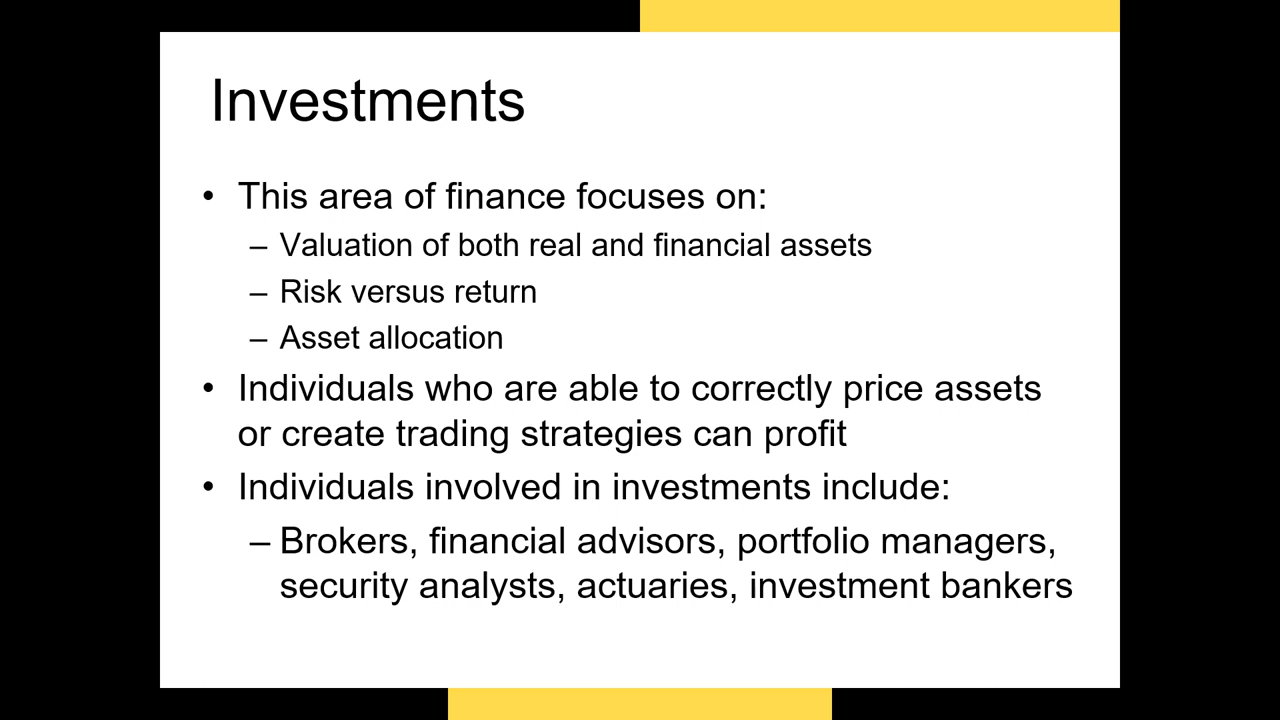 Investments
• This area of finance focuses on:
– Valuation of both real and financial assets
– Risk versus return
– Asset allocation
• Individuals who are able to correctly price assets
or create trading strategies can profit
• Individuals involved in investments include:
– Brokers, financial advisors, portfolio managers,
security analysts, actuaries, investment bankers